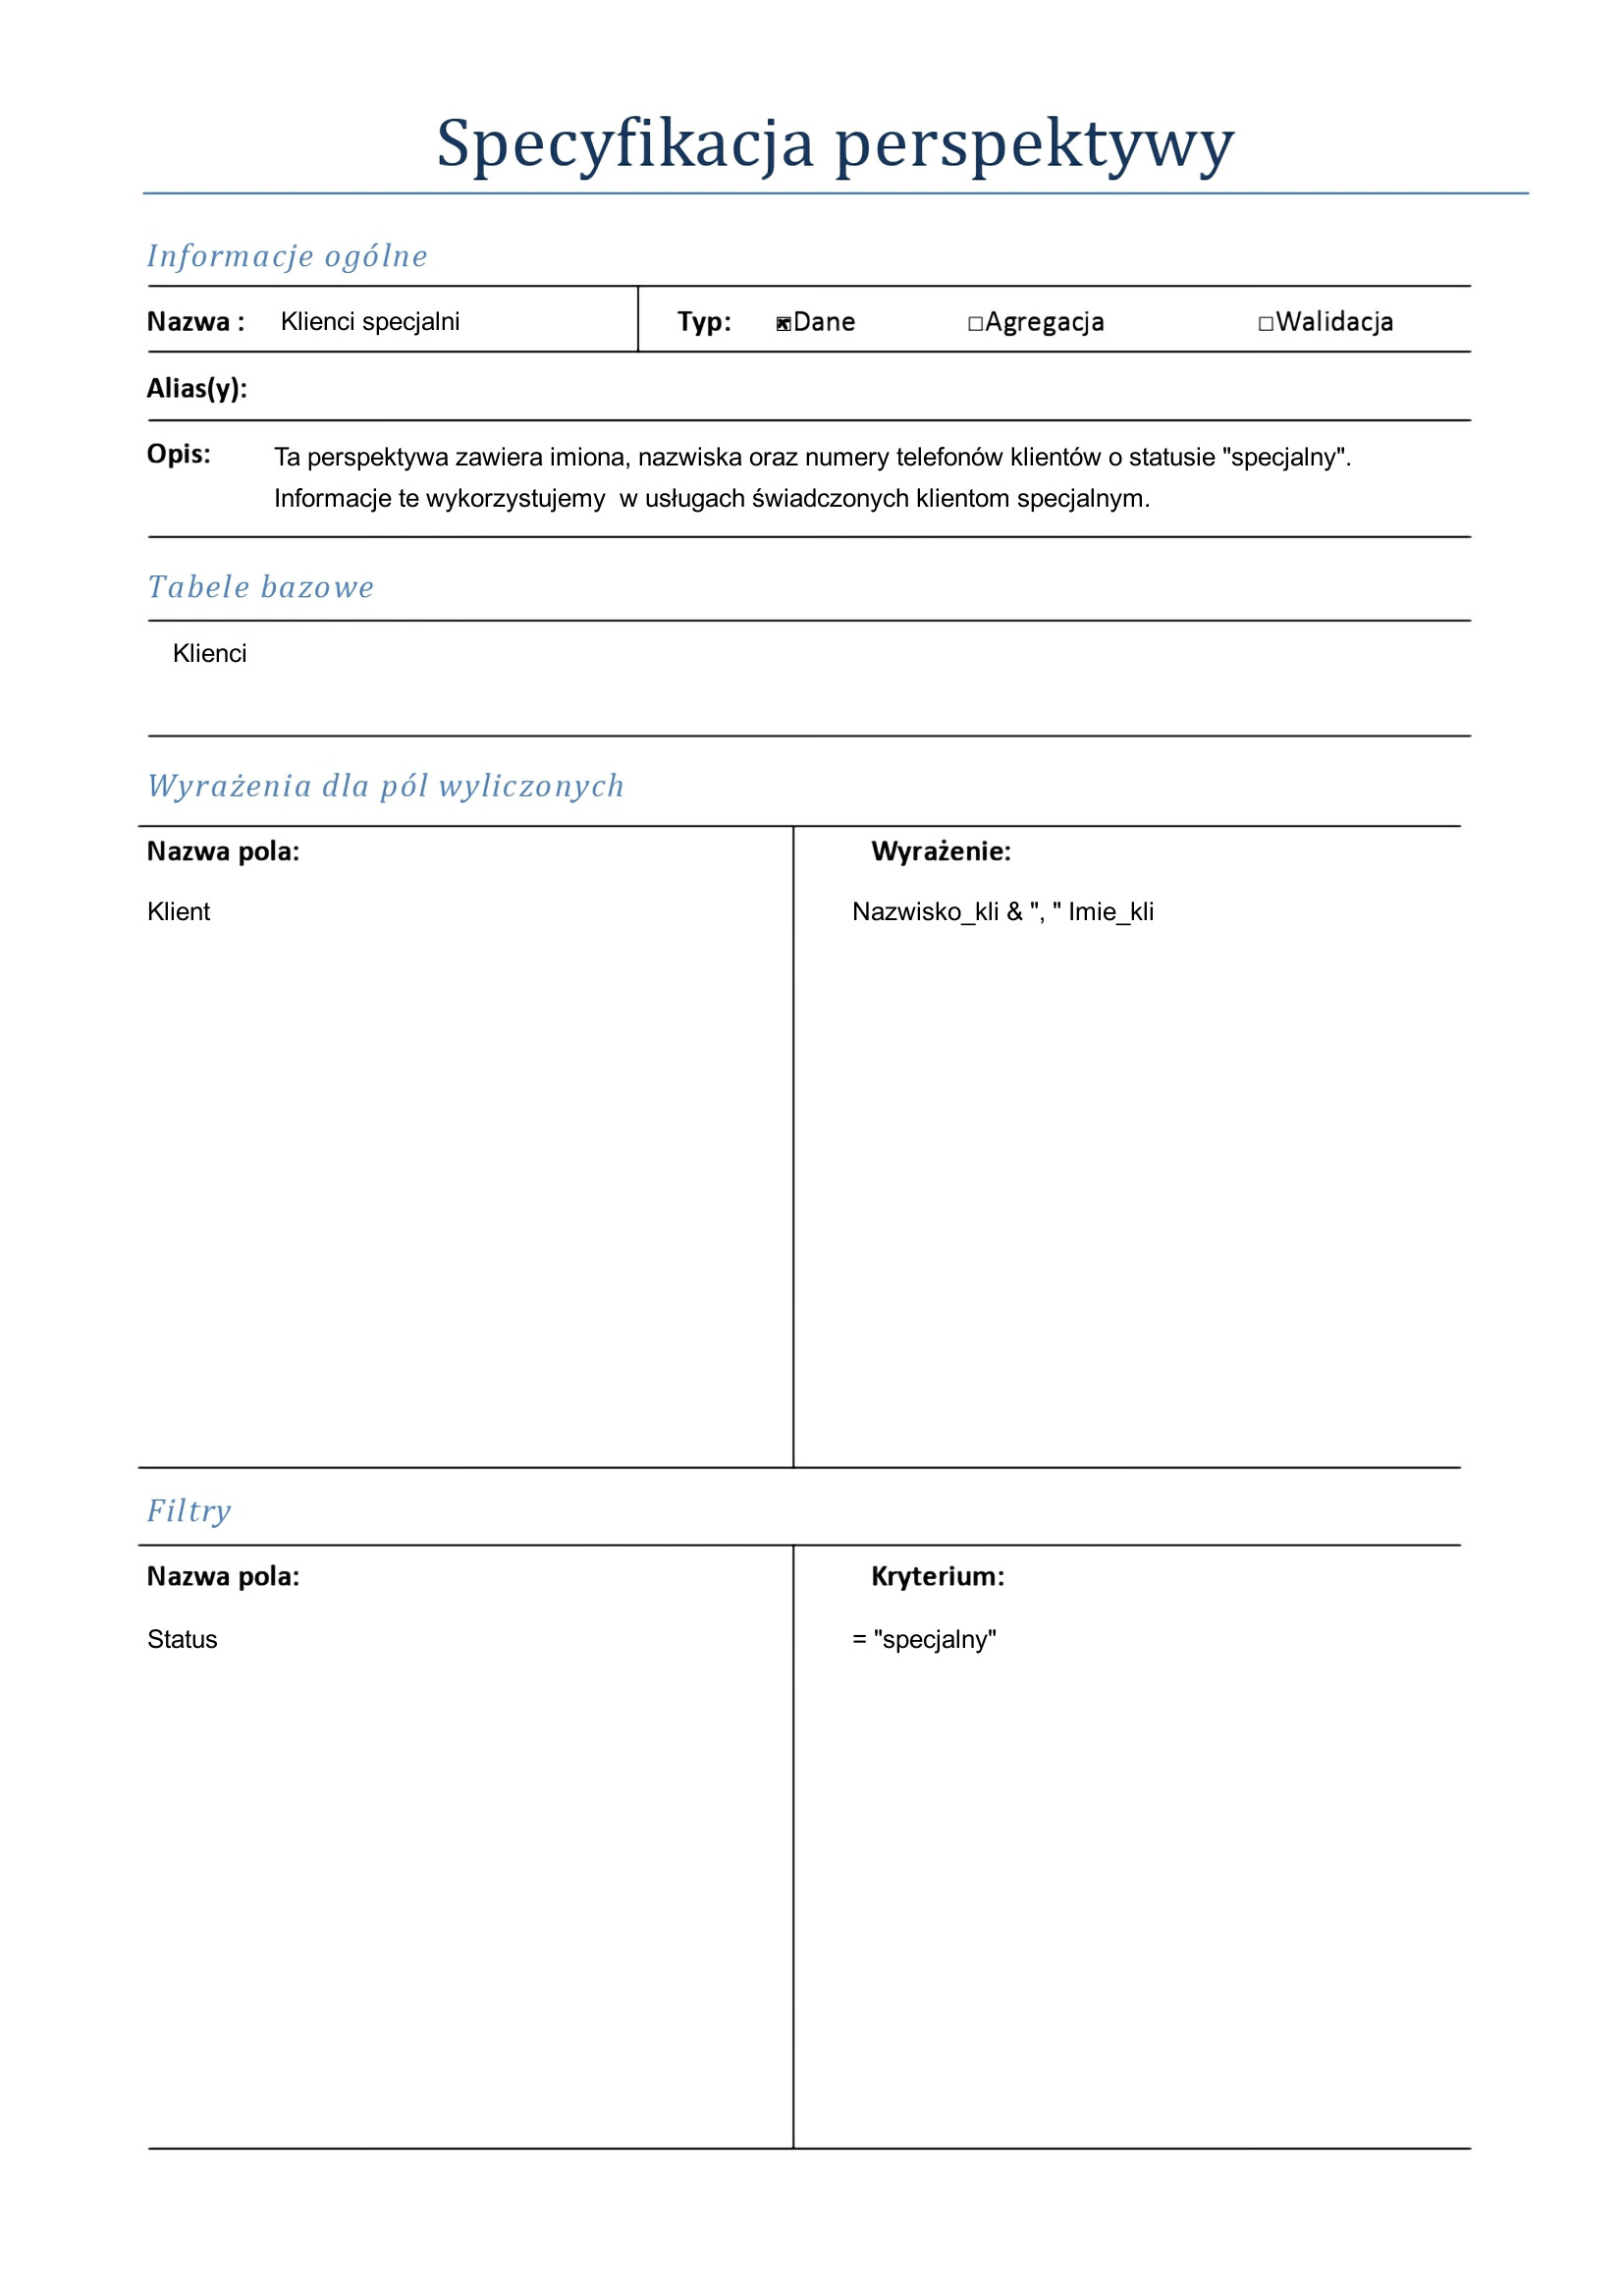 Specyfikacja perspektywy
Informacje ogólne
Nazwa : Klienci specjalni Typ: ☒Dane ☐Agregacja ☐Walidacja
Alias(y):
Opis: Ta perspektywa zawiera imiona, nazwiska oraz numery telefonów klientów o statusie "specjalny".
Informacje te wykorzystujemy w usługach świadczonych klientom specjalnym.
Tabele bazowe
Klienci
Wyrażenia dla pól wyliczonych
Nazwa pola: Wyrażenie:
Klient Nazwisko_kli & ", " Imie_kli
Filtry
Nazwa pola: Kryterium:
Status = "specjalny"